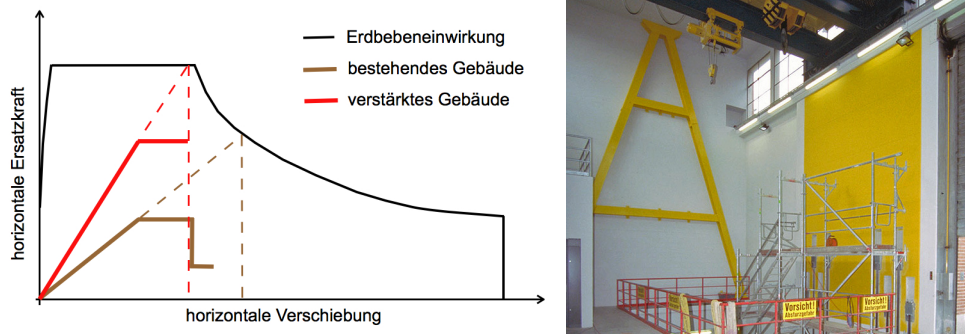 horizontale Ersatzkraft
Erdbebeneinwirkung
bestehendes Gebäude
verstärktes Gebäude
horizontale Verschiebung
Vorsicht!
Absturzgefahr
Vorsicht!
Absturzgefahr